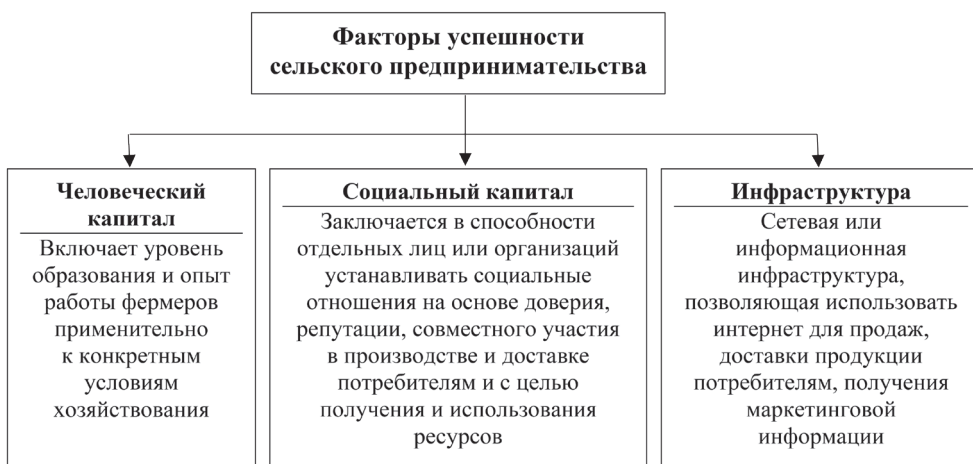 Факторы успешности
сельского предпринимательства
Человеческий
капитал
Включает уровень
образования и опыт
работы фермеров
применительно
к конкретным
условиям
хозяйствования
Социальный капитал
Заключается в способности
отдельных лиц или организаций
устанавливать социальные
отношения на основе доверия,
репутации, совместного участия
в производстве и доставке
потребителям и с целью
получения и использования
ресурсов
Инфраструктура
Сетевая или
информационная
инфраструктура,
позволяющая использовать
интернет для продаж,
доставки продукции
потребителям, получения
маркетинговой
информации